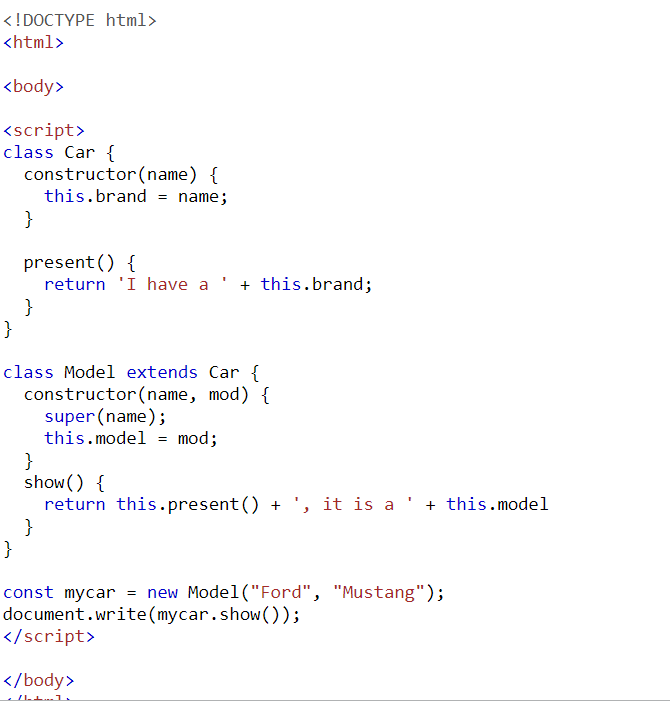 <!DOCTYPE html>
<html>
<body>
<script>
class Car {
constructor(name) {
this.brand = name;
}
present() {
return 'I have a ' + this.brand;
}
}
class Model extends Car {
constructor(name, mod) {
super(name);
this.model = mod;
}
show() {
return this.present() + ', it is a ' + this.model
}
}
const mycar = new Model("Ford", "Mustang");
document.write(mycar.show());
</script>
</body>